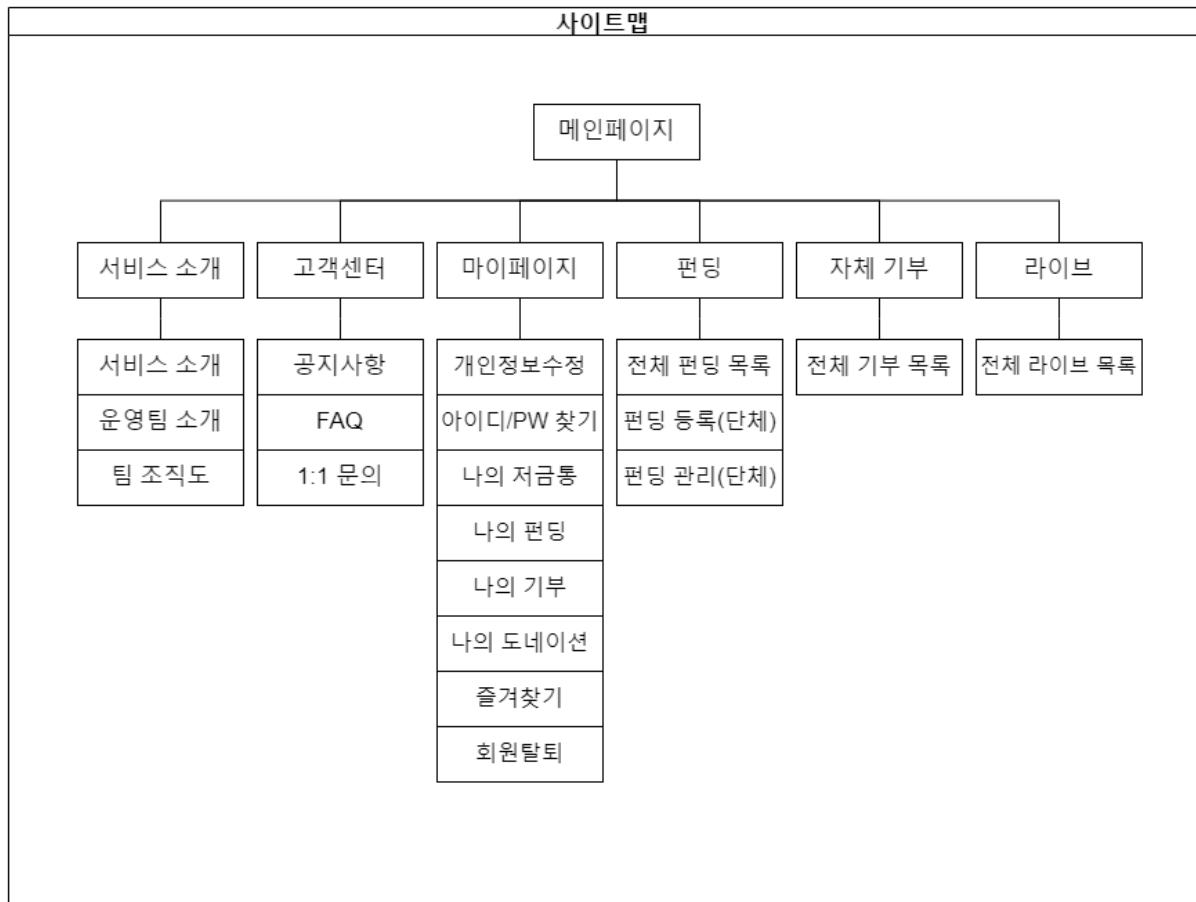 사이트맵
메인페이지
서비스 소개
고객센터
마이페이지
펀딩
자체 기부
라이브
서비스 소개
운영팀 소개
팀 조직도
공지사항
FAQ
1:1 문의
개인정보수정
아이디/PW 찾기
나의 저금통
나의 펀딩
나의 기부
나의 도네이션
즐겨찾기
회원탈퇴
전체 펀딩 목록
펀딩 등록(단체)
펀딩 관리(단체)
전체 기부 목록
전체 라이브 목록